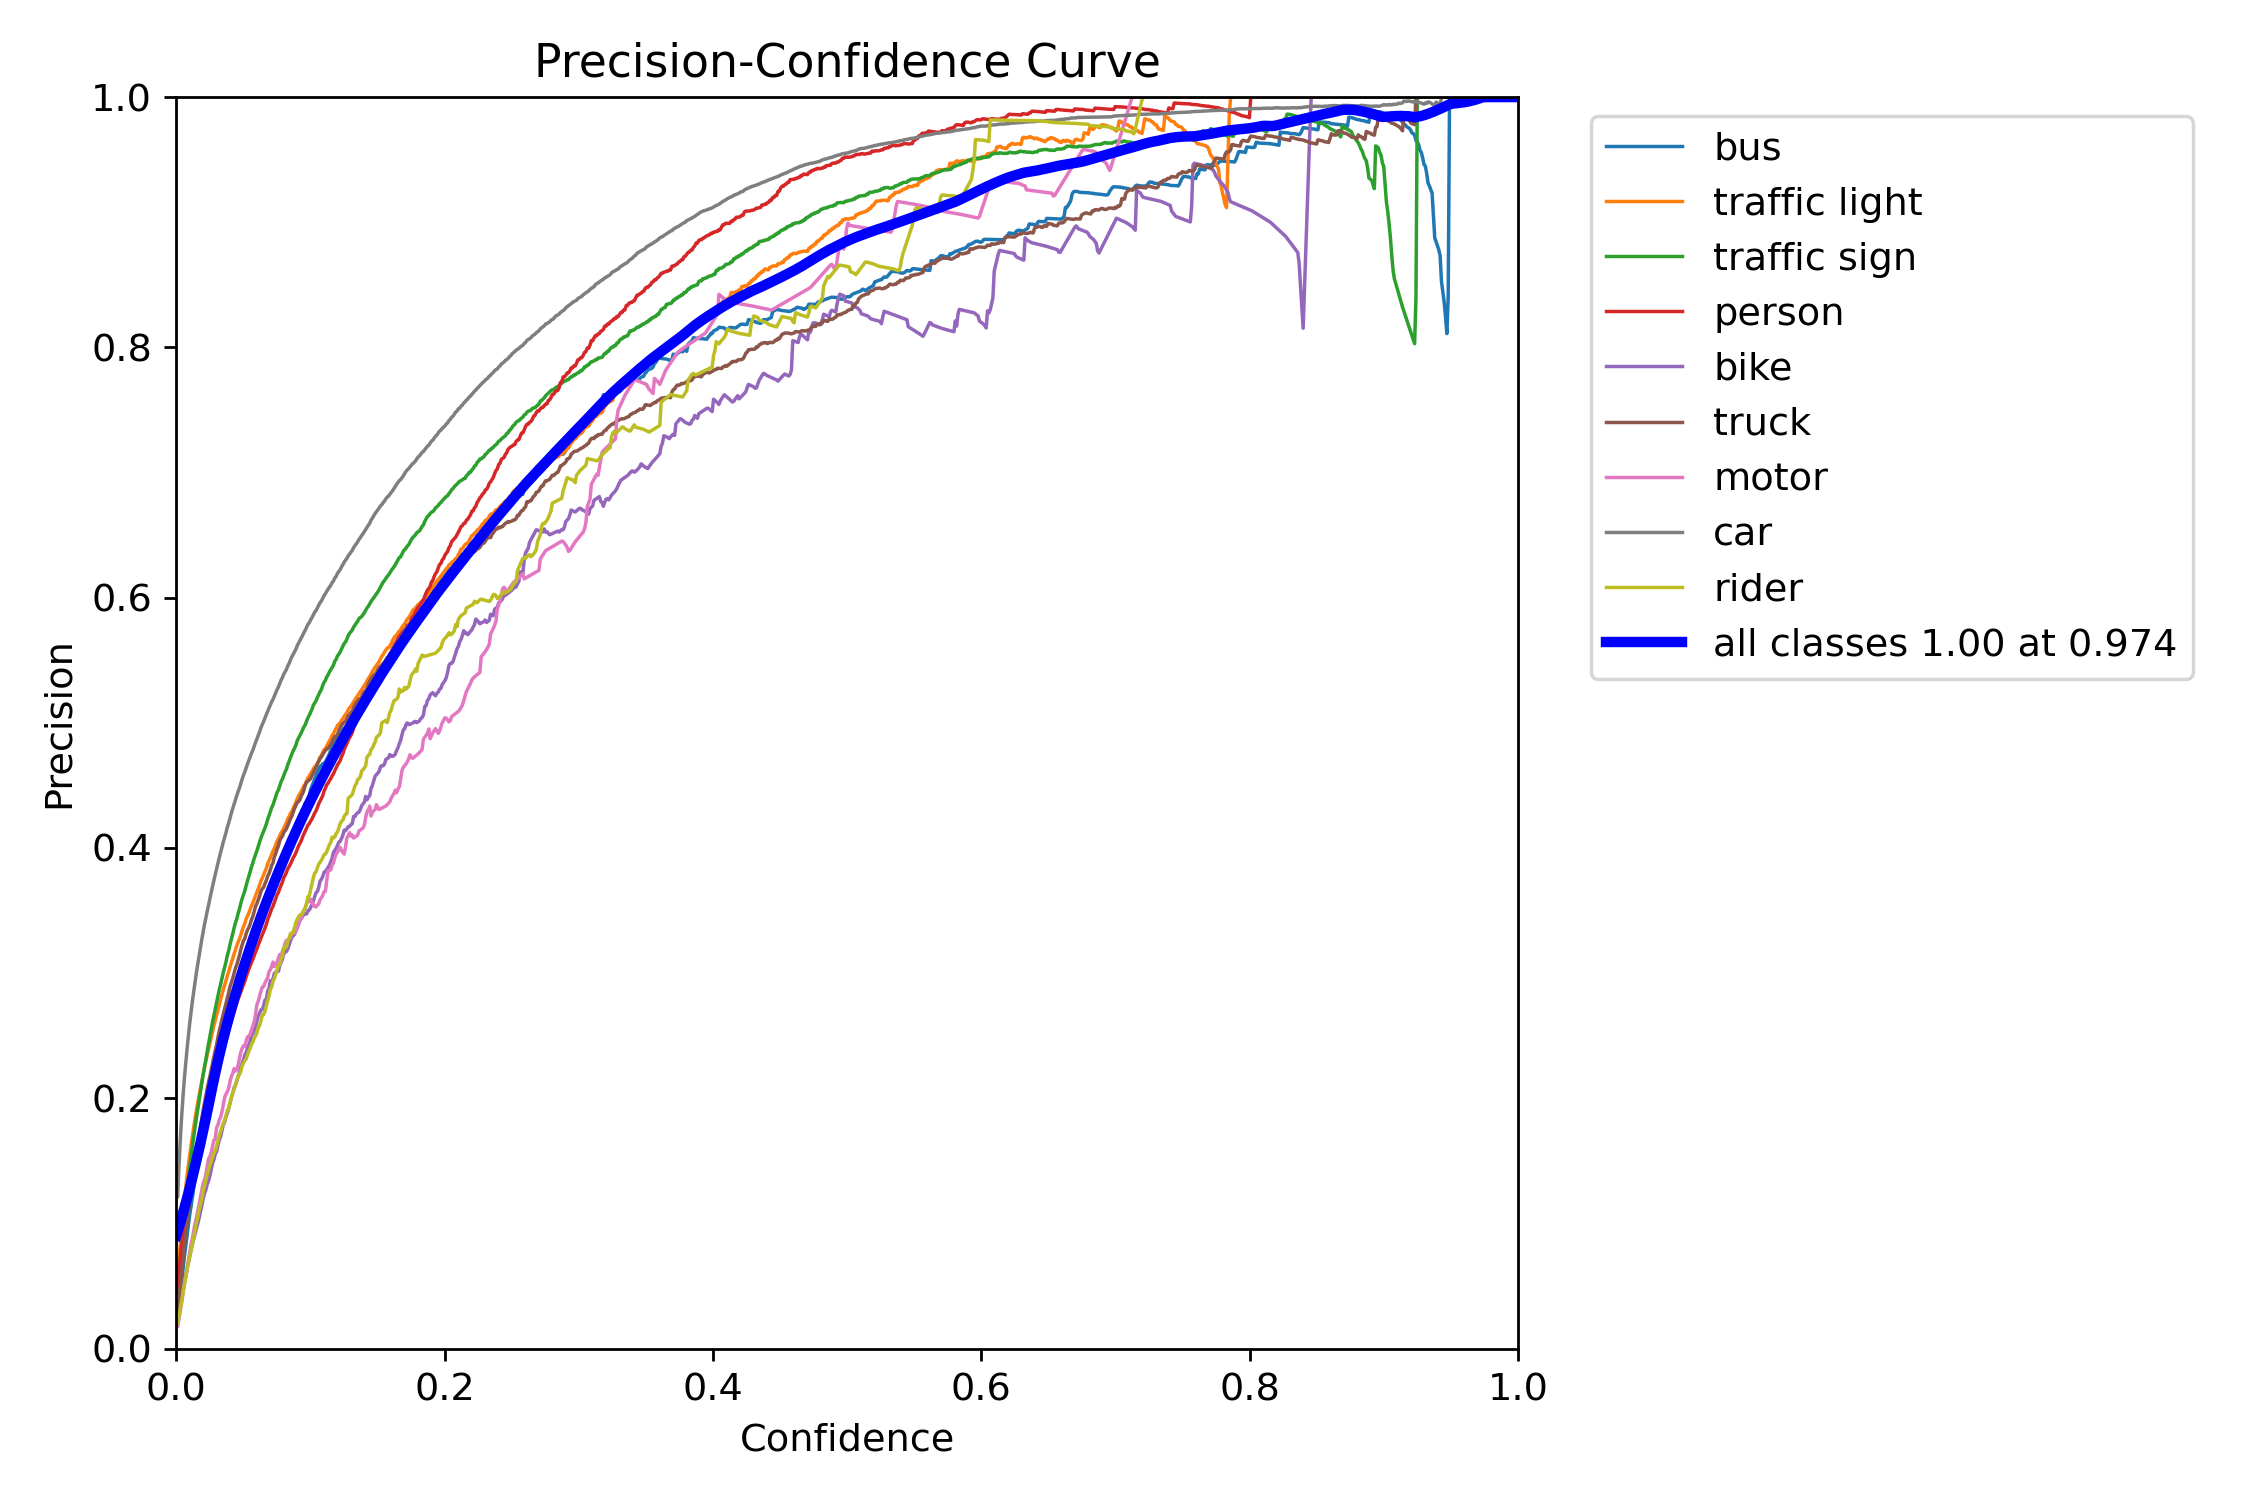 Precision-Confidence Curve
1.0
0.8
0.6
0.4
0.2
0.0
Precision
0.0 0.2 0.4 0.6 0.8 1.0
Confidence
bus
traffic light
traffic sign
person
bike
truck
motor
car
rider
all classes 1.00 at 0.974